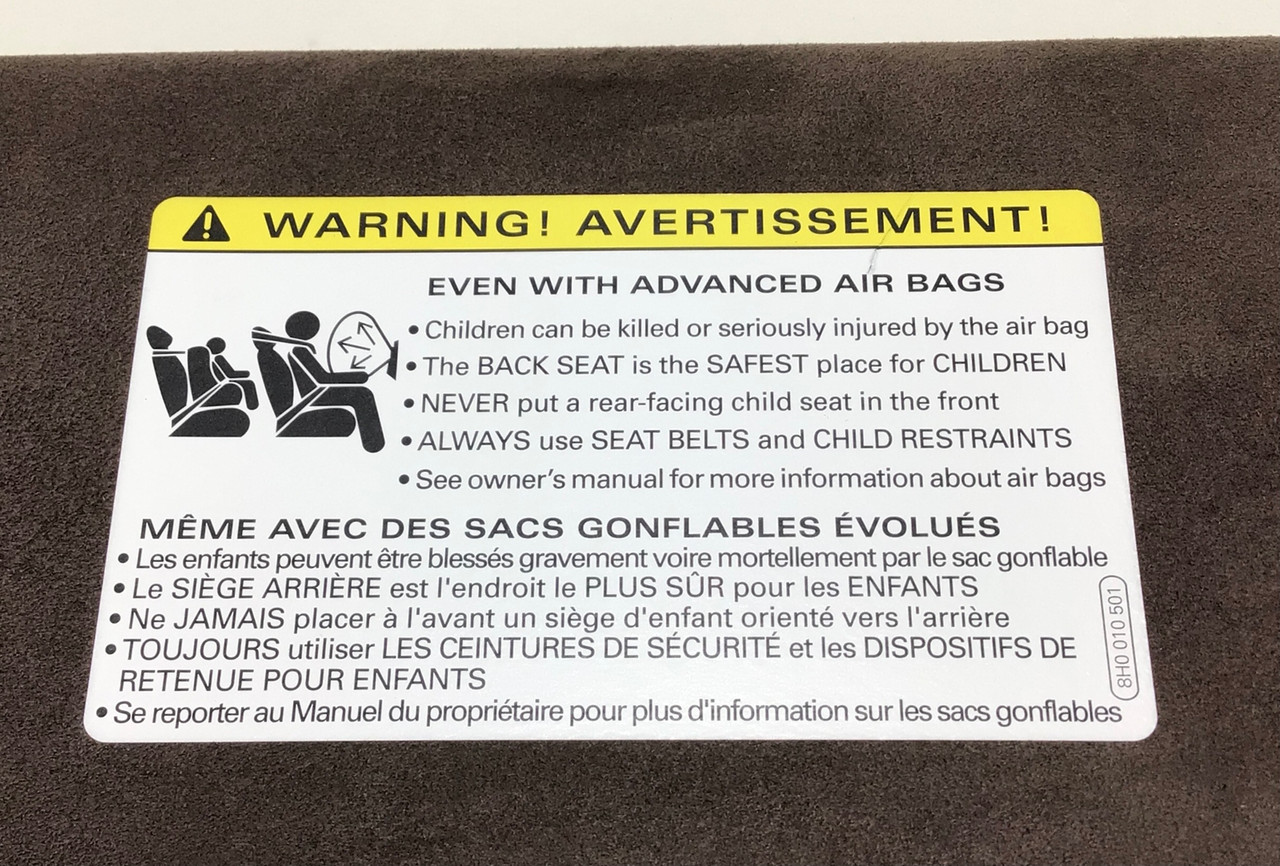 WARNING! AVERTISSEMENT!
EVEN WITH ADVANCED AIR BAGS
• Children can be killed or seriously injured by the air bag
• The BACK SEAT is the SAFEST place for CHILDREN
• NEVER put a rear-facing child seat in the front
• ALWAYS use SEAT BELTS and CHILD RESTRAINTS
• See owner's manual for more information about air bags
MÊME AVEC DES SACS GONFLABLES ÉVOLUÉS
• Les enfants peuvent être blessés gravement voire mortellement par le sac gonflable
• Le SIÈGE ARRIÈRE est l'endroit le PLUS SÛR pour les ENFANTS
• Ne JAMAIS placer à l'avant un siège d'enfant orienté vers l'arrière
• TOUJOURS utiliser LES CEINTURES DE SÉCURITÉ et les DISPOSITIFS DE
RETENUE POUR ENFANTS
• Se reporter au Manuel du propriétaire pour plus d'information sur les sacs gonflables
8H0 010 501